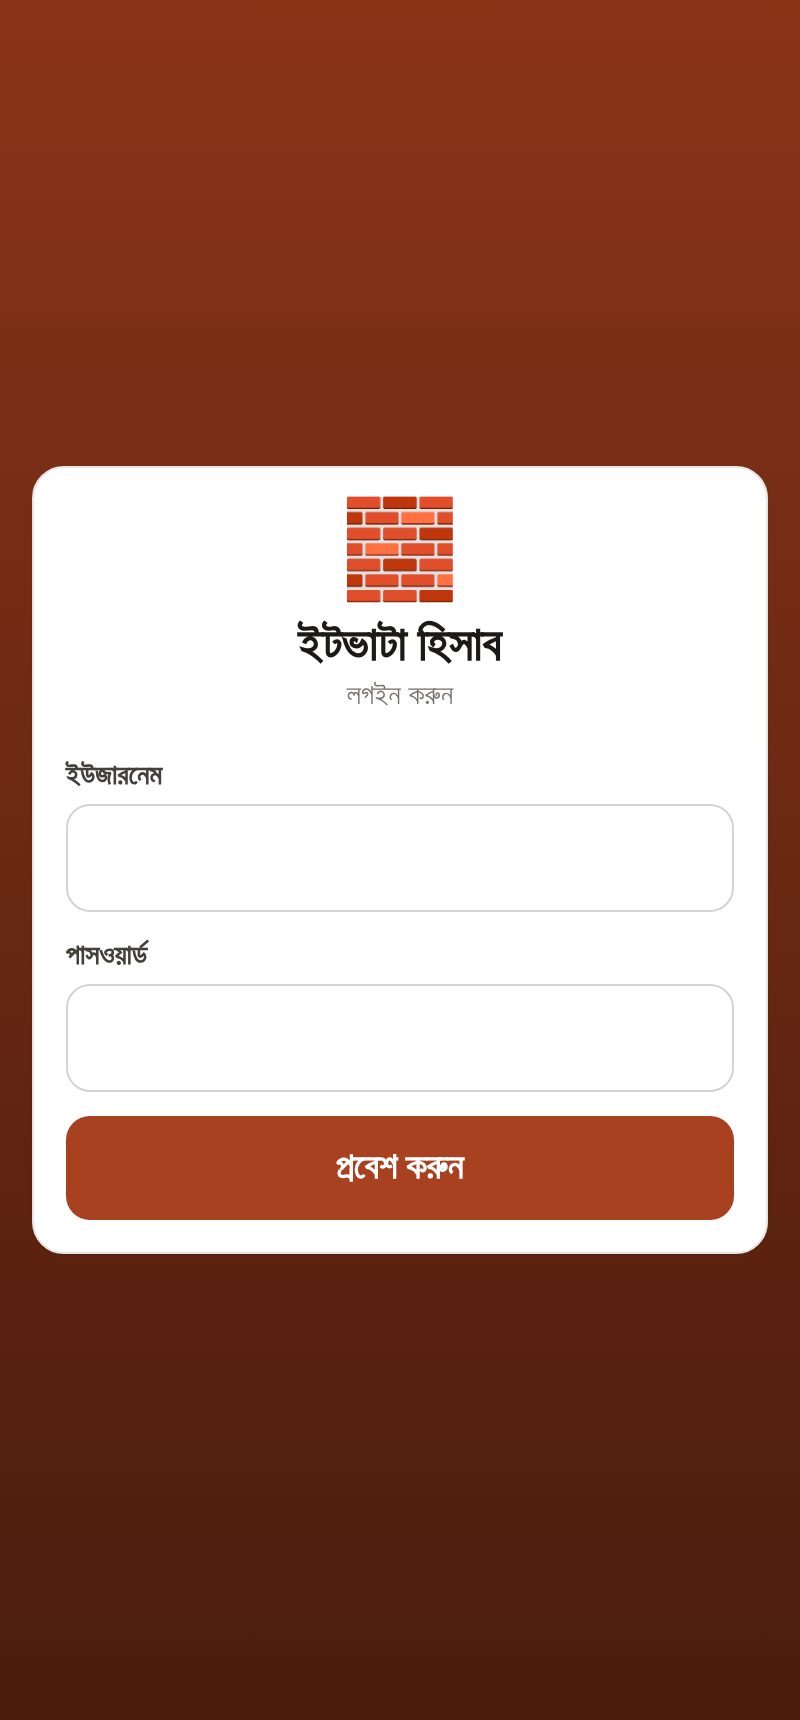 ইটভাটা হিসাব
লগইন করুন
ইউজারনেম
পাসওয়ার্ড
প্রবেশ করুন